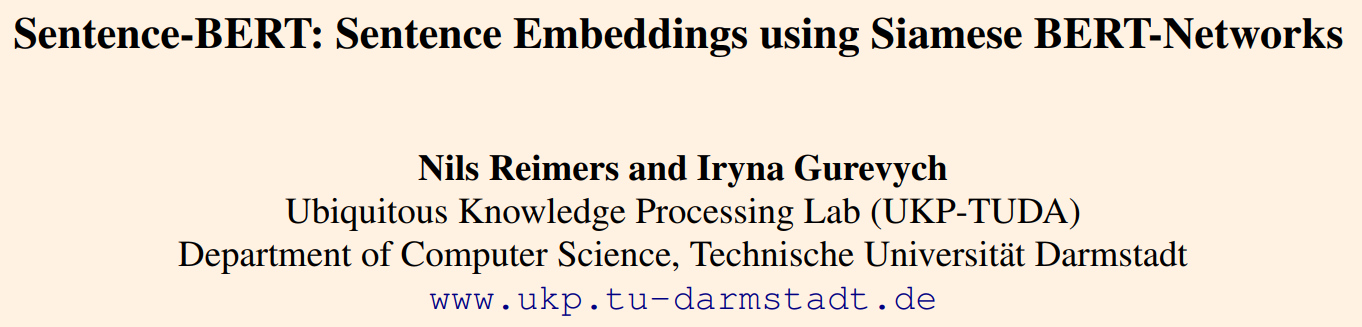 Sentence-BERT: Sentence Embeddings using Siamese BERT-Networks
Nils Reimers and Iryna Gurevych
Ubiquitous Knowledge Processing Lab (UKP-TUDA)
Department of Computer Science, Technische Universität Darmstadt
www.ukp.tu-darmstadt.de